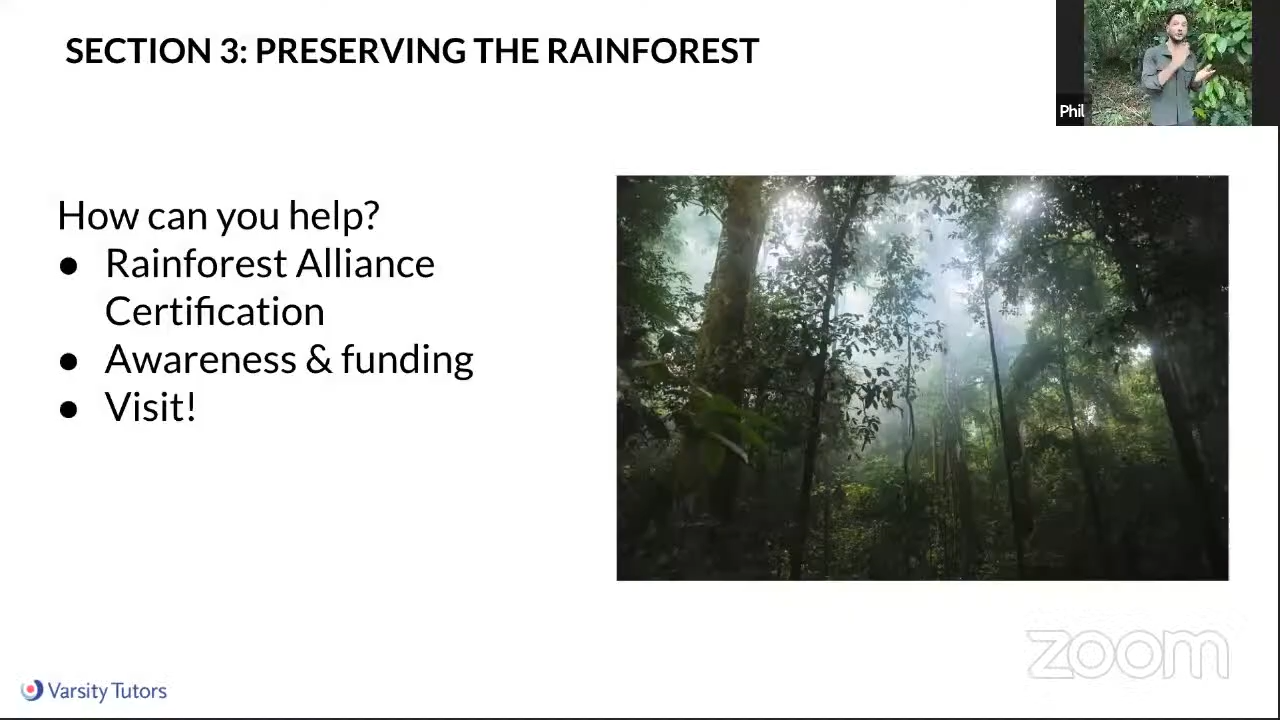 SECTION 3: PRESERVING THE RAINFOREST
Phil
How can you help?
● Rainforest Alliance
Certification
● Awareness & funding
● Visit!
zoom
Varsity Tutors